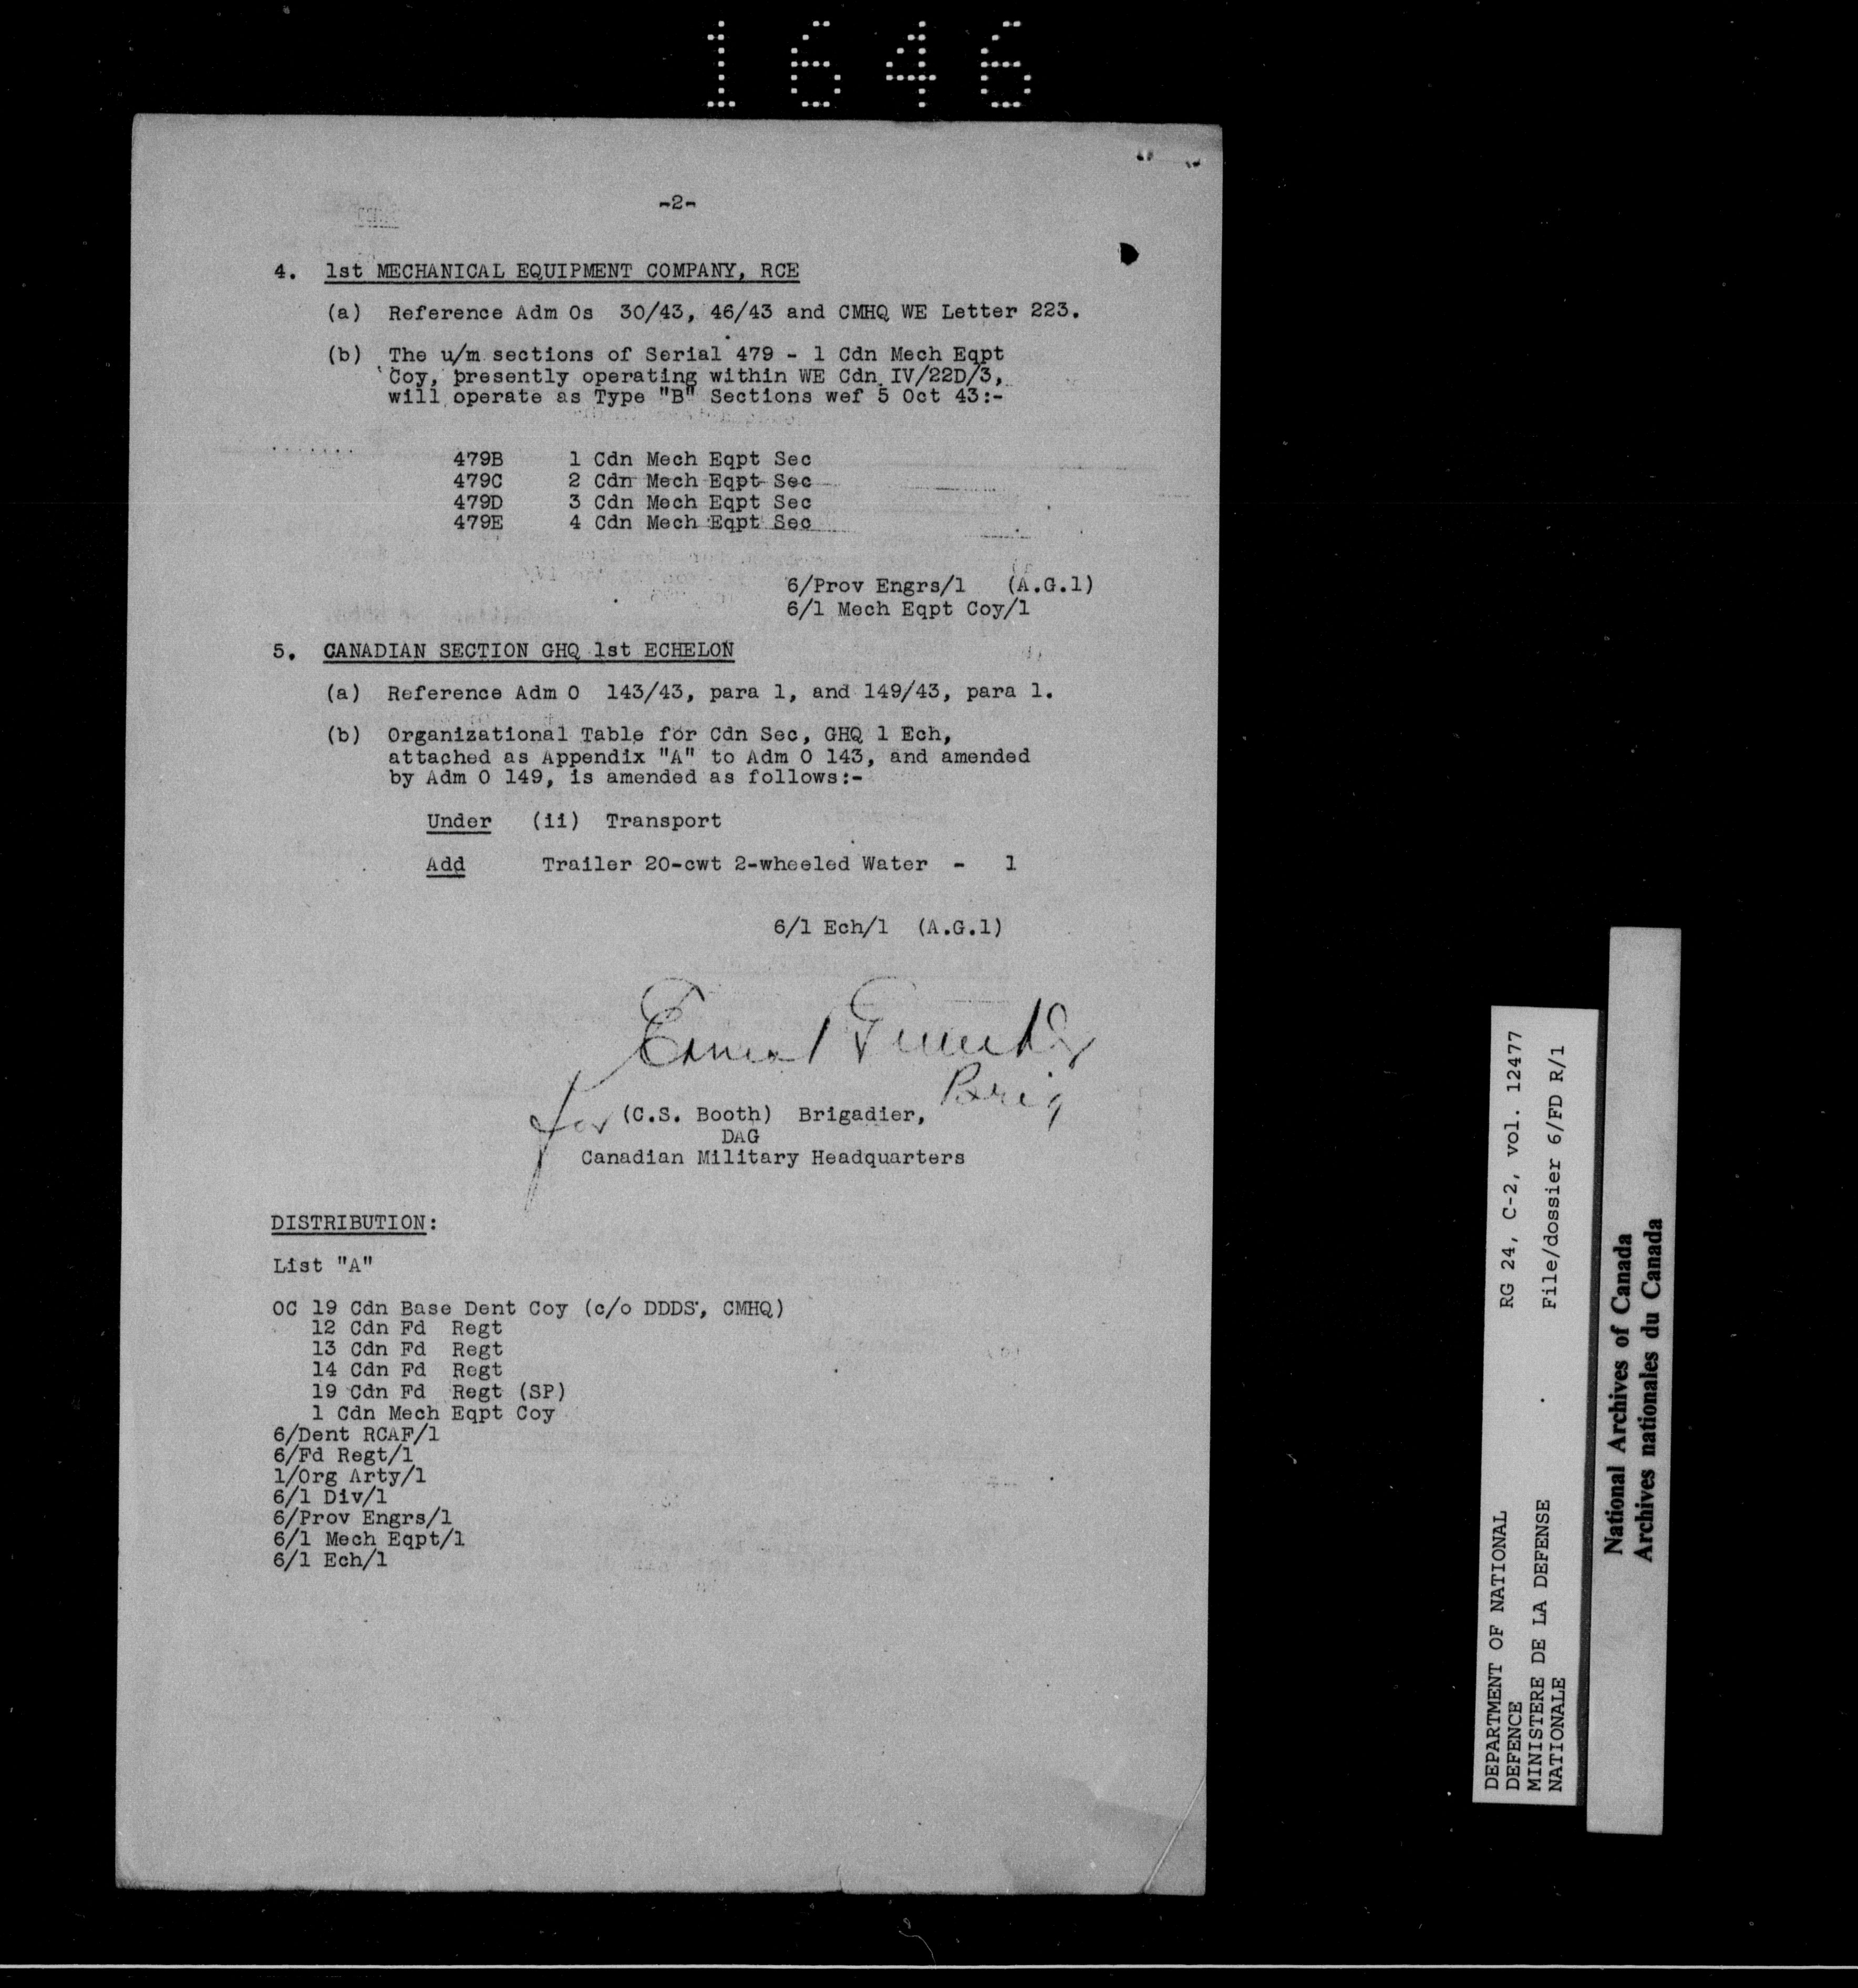 1646
-2-
4. 1st MECHANICAL EQUIPMENT COMPANY, RCE
(a) Reference Adm Os 30/43, 46/43 and CMHQ WE Letter 223.
(b) The u/m sections of Serial 479 - 1 Cdn Mech Eqpt
Coy, presently operating within WE Cdn IV/22D/3,
will operate as Type "B" Sections wef 5 Oct 43:-
479B 1 Cdn Mech Eqpt Sec
479C 2 Cdn Mech Eqpt Sec
479D 3 Cdn Mech Eqpt Sec
479E 4 Cdn Mech Eqpt Sec
6/Prov Engrs/1 (A.G.1)
6/1 Mech Eqpt Coy/1
5. CANADIAN SECTION GHQ 1st ECHELON
(a) Reference Adm O 143/43, para 1, and 149/43, para 1.
(b) Organizational Table for Cdn Sec, GHQ 1 Ech,
attached as Appendix "A" to Adm O 143, and amended
by Adm O 149, is amended as follows:-
Under (ii) Transport
Add Trailer 20-cwt 2-wheeled Water - 1
6/1 Ech/1 (A.G.1)
Brig
for (C.S. Booth) Brigadier,
DAG
Canadian Military Headquarters
DISTRIBUTION:
List "A"
OC 19 Cdn Base Dent Coy (c/o DDDS, CMHQ)
12 Cdn Fd Regt
13 Cdn Fd Regt
14 Cdn Fd Regt
19 Cdn Fd Regt (SP)
1 Cdn Mech Eqpt Coy
6/Dent RCAF/1
6/Fd Regt/1
1/Org Arty/1
6/1 Div/1
6/Prov Engrs/1
6/1 Mech Eqpt/1
6/1 Ech/1
DEPARTMENT OF NATIONAL RG 24, C-2, vol. 12477
DEFENCE
MINISTERE DE LA DEFENSE File/dossier 6/FD R/1
NATIONALE
National Archives of Canada
Archives nationales du Canada